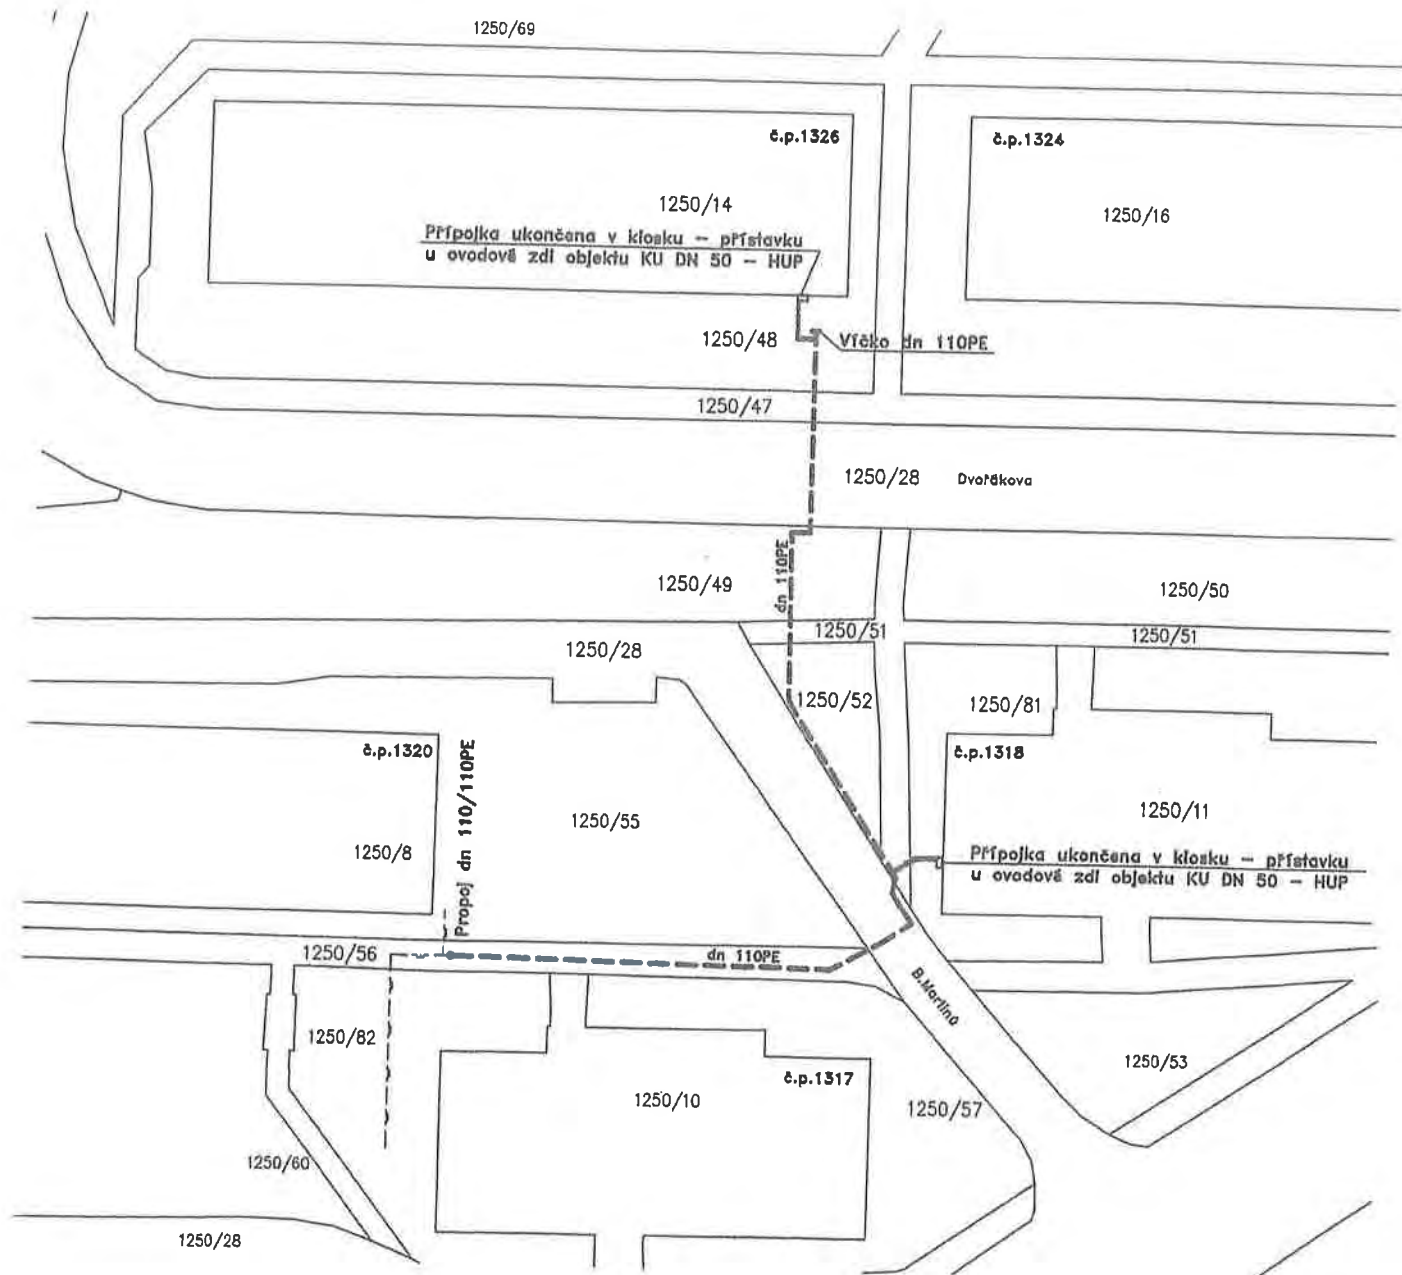 1250/69
č.p.1326
č.p.1324
1250/14
1250/16
Přípojka ukončena v kiosku – přístavku
u ovodové zdi objektu KU DN 50 – HUP
1250/48
Víčko dn 110PE
1250/47
1250/28
Dvořákova
dn 110PE
1250/49
1250/50
1250/51
1250/51
1250/28
1250/52
1250/81
č.p.1320
Propoj dn 110/110PE
č.p.1318
1250/55
1250/11
1250/8
Přípojka ukončena v kiosku – přístavku
u ovodové zdi objektu KU DN 50 – HUP
1250/56
dn 110PE
B.Martinů
1250/82
1250/53
č.p.1317
1250/10
1250/57
1250/60
1250/28